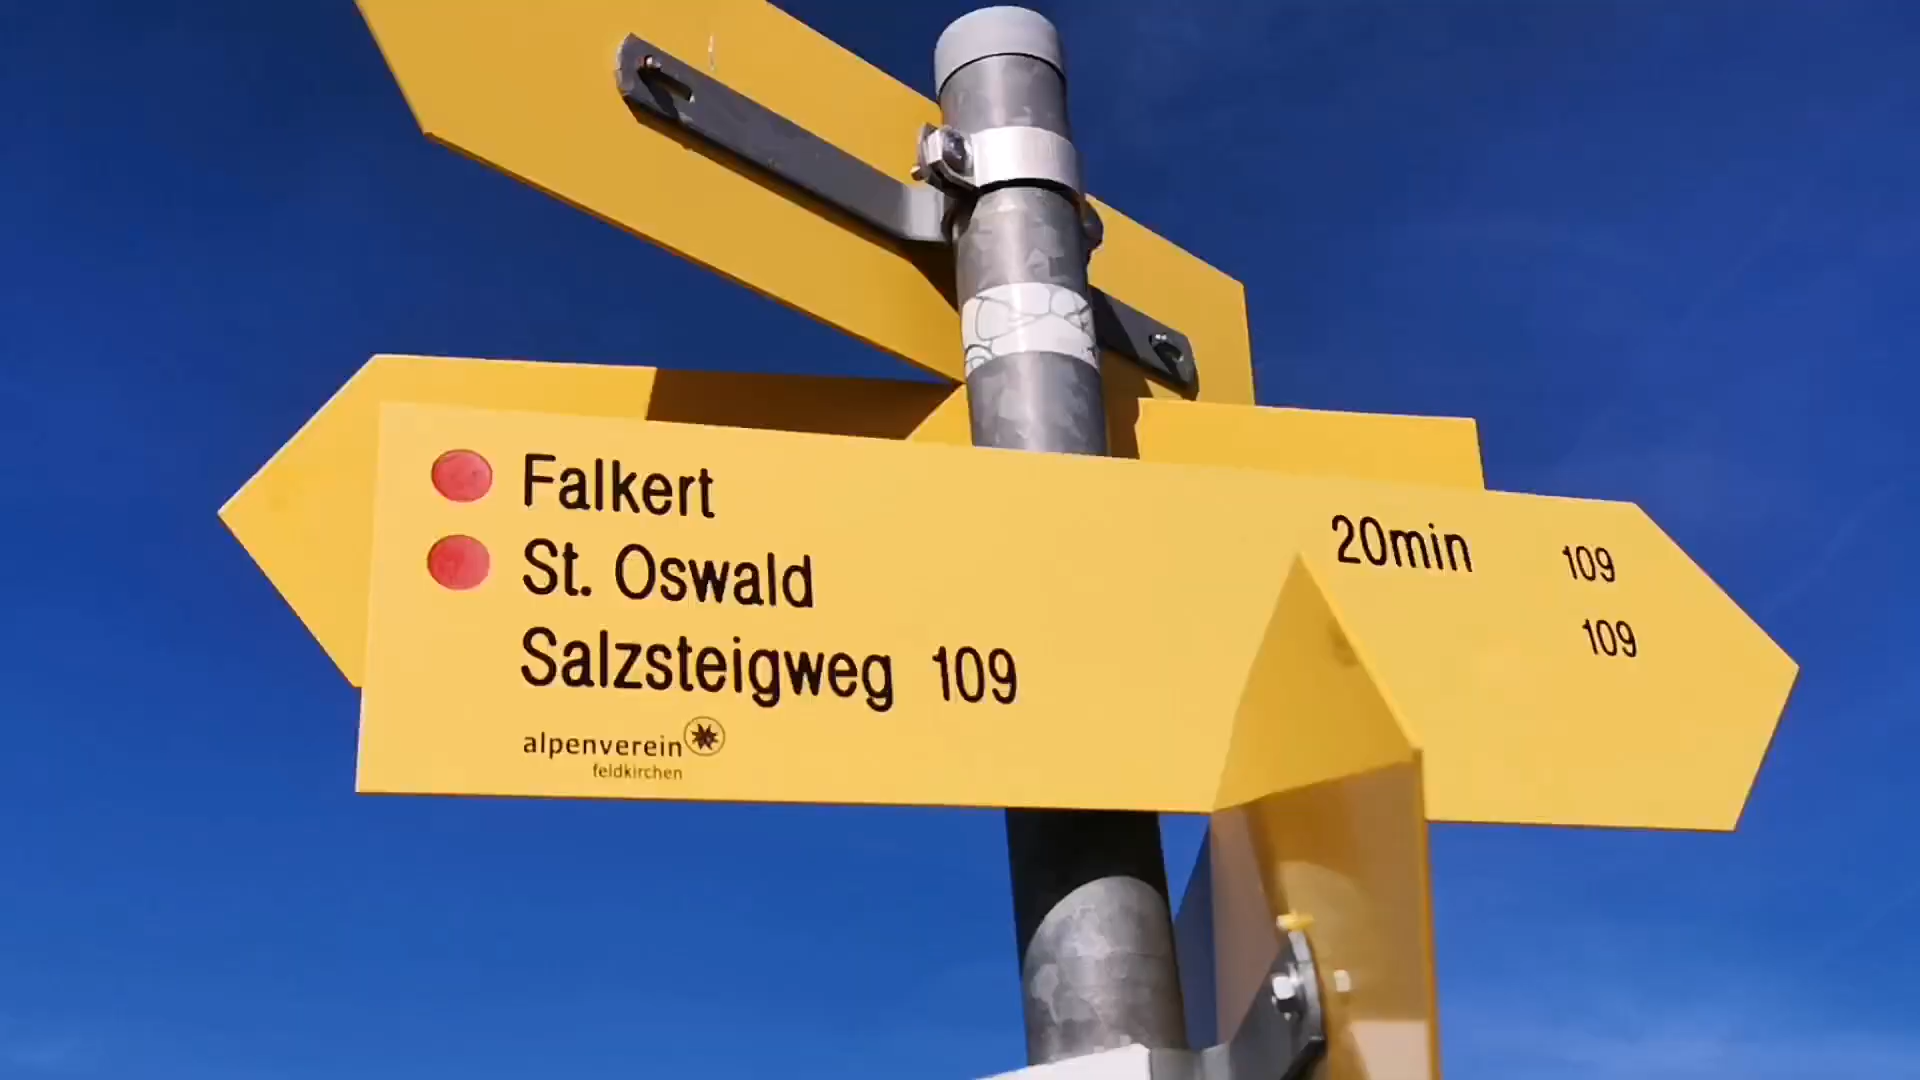 Falkert 20min 109
St. Oswald 109
Salzsteigweg 109
alpenverein
feldkirchen